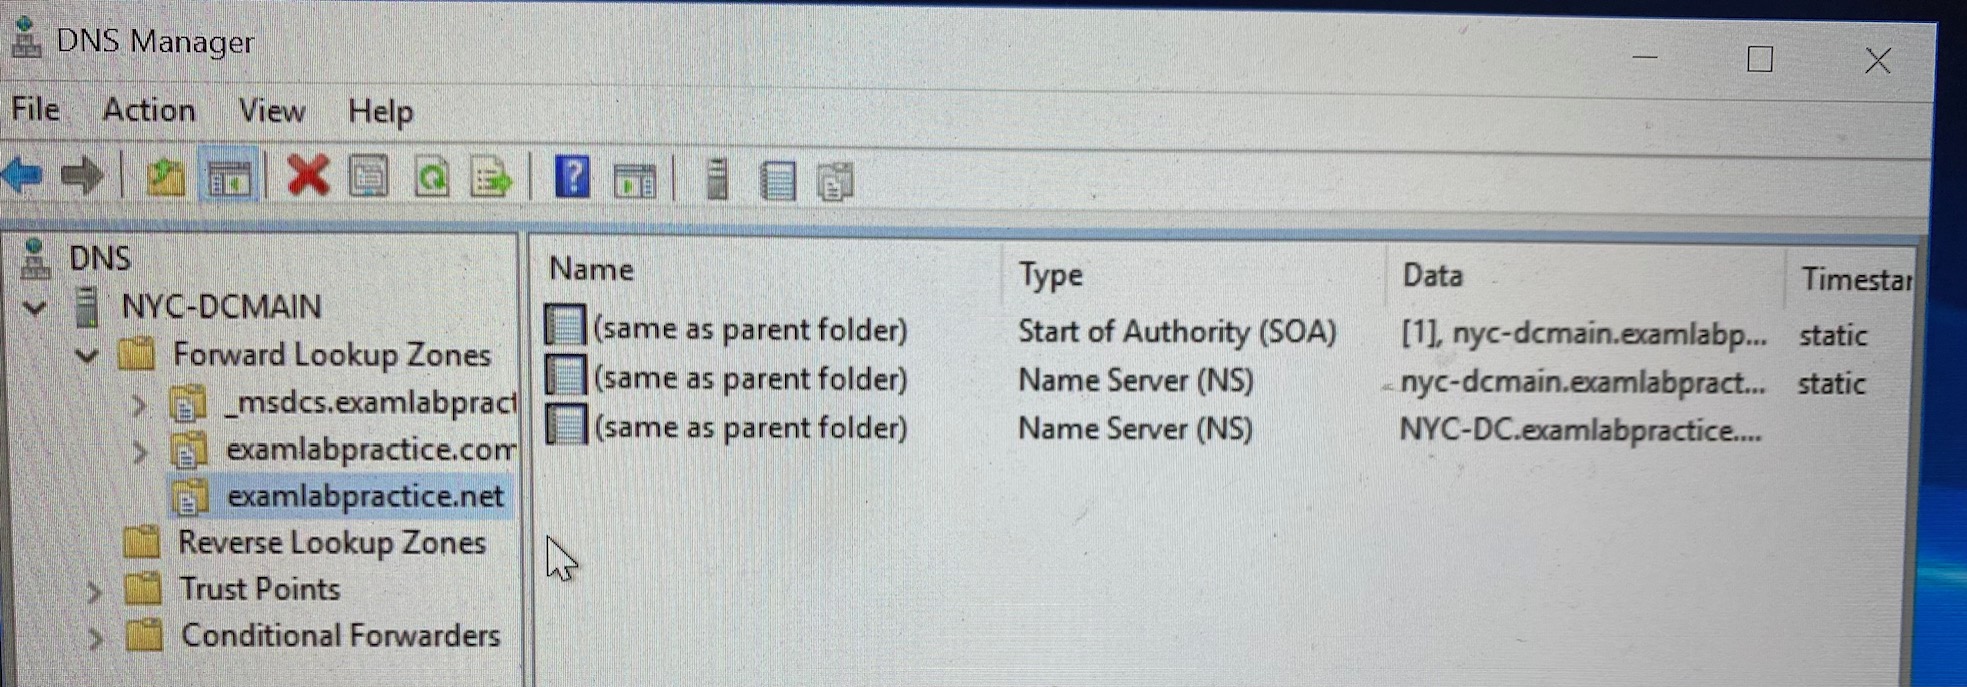 DNS Manager
File Action View Help
DNS
NYC-DCMAIN
Forward Lookup Zones
_msdcs.examlabpract
examlabpractice.com
examlabpractice.net
Reverse Lookup Zones
Trust Points
Conditional Forwarders
Name Type Data Timestar
(same as parent folder) Start of Authority (SOA) [1], nyc-dcmain.examlabp... static
(same as parent folder) Name Server (NS) nyc-dcmain.examlabpract... static
(same as parent folder) Name Server (NS) NYC-DC.examlabpractice....